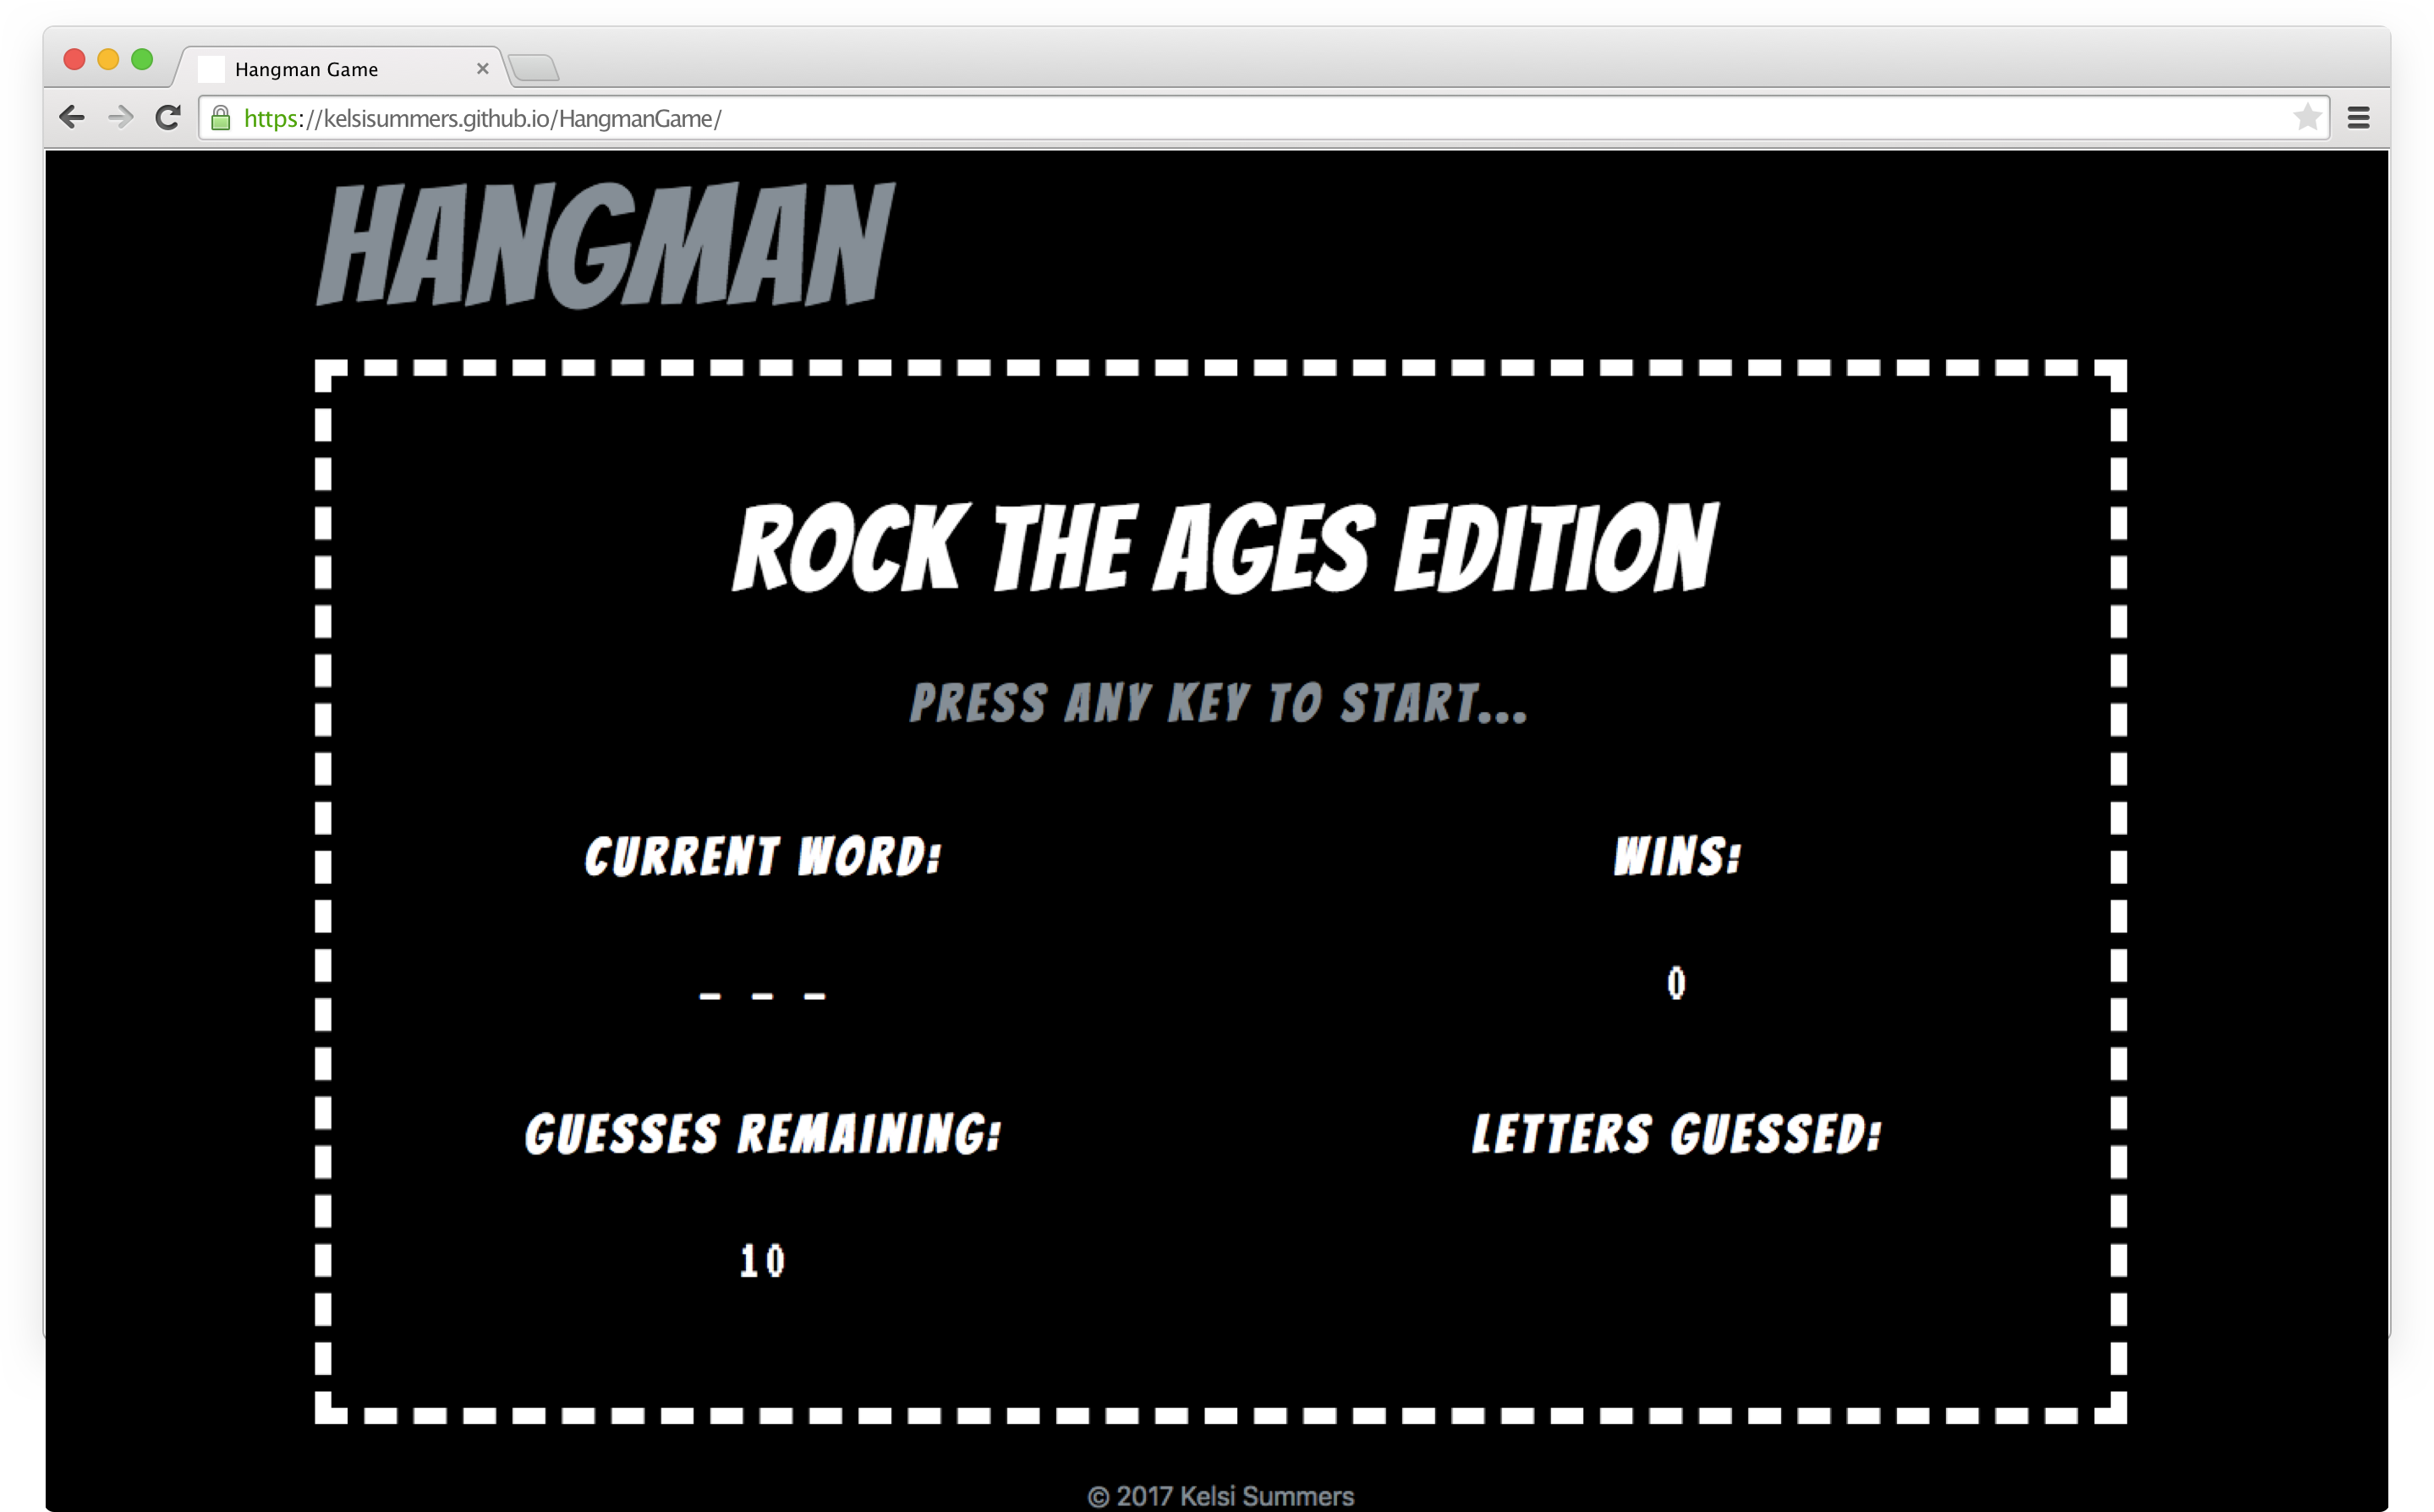 Hangman Game
https://kelsisummers.github.io/HangmanGame/
HANGMAN
ROCK THE AGES EDITION
PRESS ANY KEY TO START...
CURRENT WORD:
WINS:
_ _ _
0
GUESSES REMAINING:
LETTERS GUESSED:
10
© 2017 Kelsi Summers